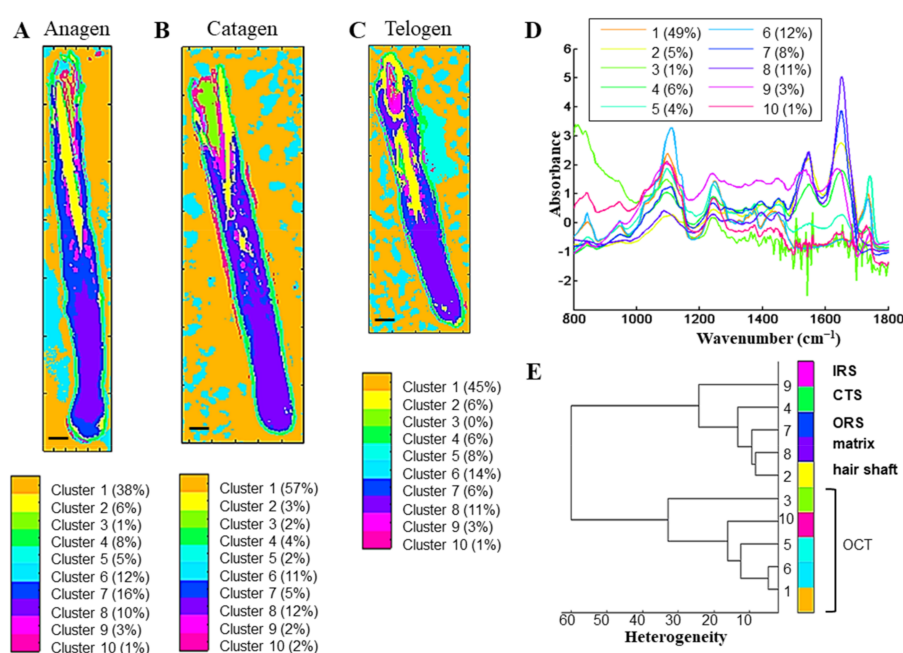 A Anagen
B Catagen
C Telogen
D
1 (49%) 6 (12%)
2 (5%) 7 (8%)
3 (1%) 8 (11%)
4 (6%) 9 (3%)
5 (4%) 10 (1%)
Absorbance
6
5
4
3
2
1
0
-1
-2
800 1000 1200 1400 1600 1800
Wavenumber (cm⁻¹)
Cluster 1 (38%)
Cluster 2 (6%)
Cluster 3 (1%)
Cluster 4 (8%)
Cluster 5 (5%)
Cluster 6 (12%)
Cluster 7 (16%)
Cluster 8 (10%)
Cluster 9 (3%)
Cluster 10 (1%)
Cluster 1 (57%)
Cluster 2 (3%)
Cluster 3 (2%)
Cluster 4 (4%)
Cluster 5 (2%)
Cluster 6 (11%)
Cluster 7 (5%)
Cluster 8 (12%)
Cluster 9 (2%)
Cluster 10 (2%)
Cluster 1 (45%)
Cluster 2 (6%)
Cluster 3 (0%)
Cluster 4 (6%)
Cluster 5 (8%)
Cluster 6 (14%)
Cluster 7 (6%)
Cluster 8 (11%)
Cluster 9 (3%)
Cluster 10 (1%)
E
9
4
7
8
2
3
10
5
6
1
IRS
CTS
ORS
matrix
hair shaft
OCT
60 50 40 30 20 10
Heterogeneity